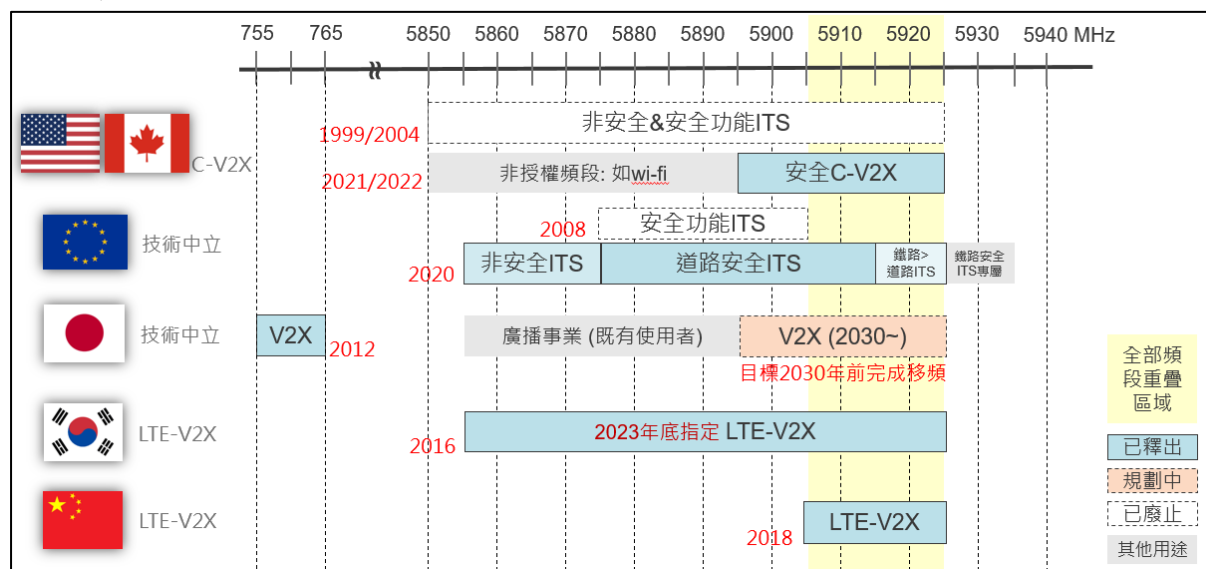 755 765 5850 5860 5870 5880 5890 5900 5910 5920 5930 5940 MHz
非安全&安全功能ITS
1999/2004
C-V2X
2021/2022
非授權頻段: 如wi-fi
安全C-V2X
安全功能ITS
2008
技術中立
2020
非安全ITS
道路安全ITS
鐵路>
道路ITS
鐵路安全
ITS專屬
技術中立
V2X
2012
廣播事業 (既有使用者)
V2X (2030~)
目標2030年前完成移頻
LTE-V2X
2016
2023年底指定 LTE-V2X
LTE-V2X
2018
LTE-V2X
全部頻
段重疊
區域
已釋出
規劃中
已廢止
其他用途